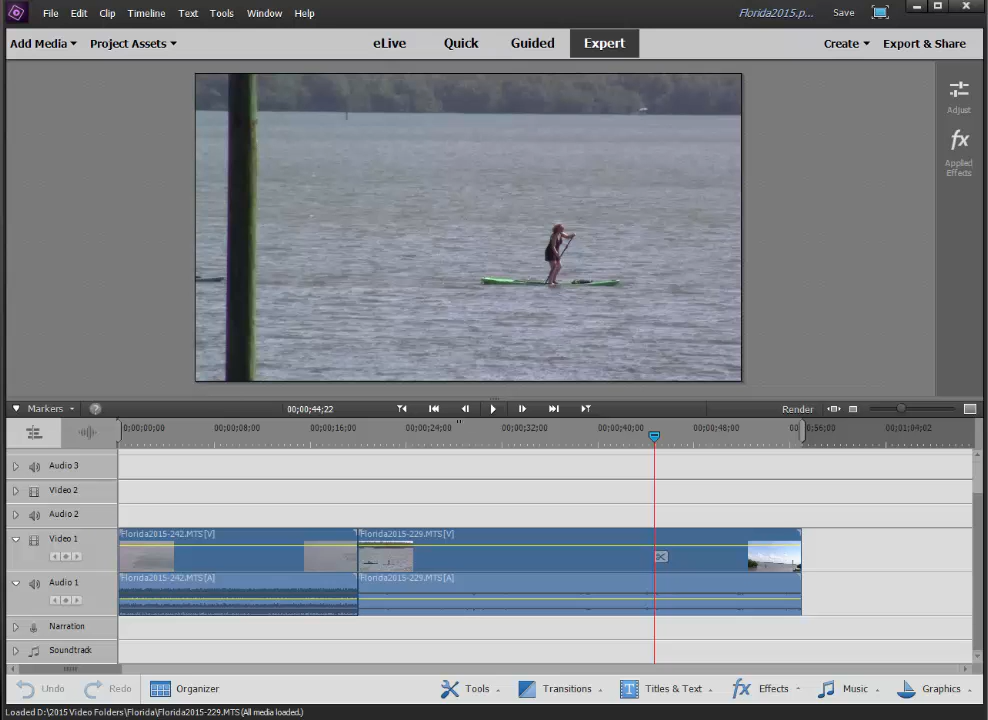 File Edit Clip Timeline Text Tools Window Help Florida2015.p... Save
Add Media Project Assets eLive Quick Guided Expert Create Export & Share
Adjust
fx
Applied
Effects
Markers ? 00;00;44;22 Render
0;00;00;00 00;00;08;00 00;00;16;00 00;00;24;00 00;00;32;00 00;00;40;00 00;00;48;00 0;00;56;00 00;01;04;02
Audio 3
Video 2
Audio 2
Video 1 Florida2015-242.MTS[V] Florida2015-229.MTS[V]
Audio 1 Florida2015-242.MTS[A] Florida2015-229.MTS[A]
Narration
Soundtrack
Undo Redo Organizer Tools Transitions T Titles & Text fx Effects Music Graphics
Loaded D:\2015 Video Folders\Florida\Florida2015-229.MTS (All media loaded.)